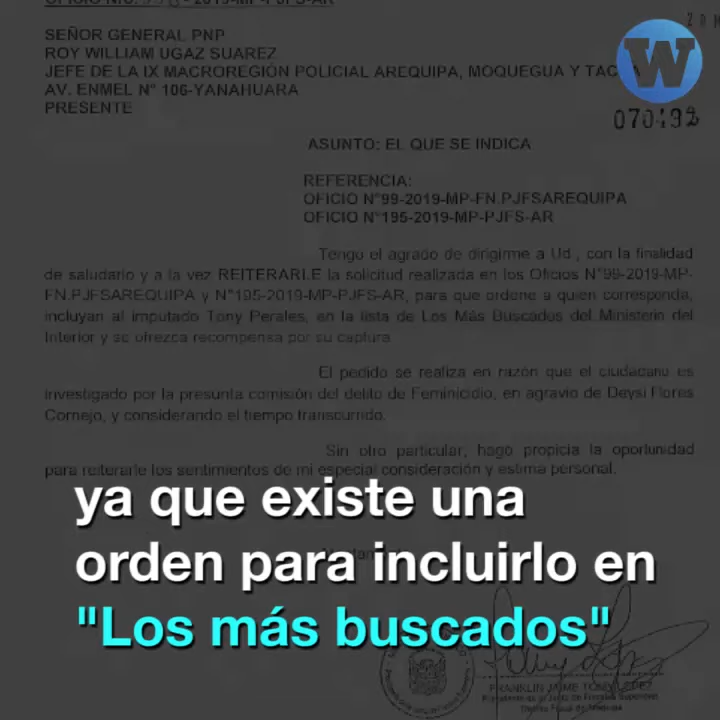 SEÑOR GENERAL PNP
ROY WILLIAM UGAZ SUAREZ
JEFE DE LA IX MACROREGIÓN POLICIAL AREQUIPA, MOQUEGUA Y
AV. ENMEL N° 106-YANAHUARA
PRESENTE
W
ASUNTO: EL QUE SE INDICA
REFERENCIA:
OFICIO N°99-2019-MP-FN.PJFSAREQUIPA
OFICIO N°195-2019-MP-PJFS-AR
Tengo el agrado de dirigirme a Ud., con la finalidad
de saludarlo y a la vez REITERARLE la solicitud realizada en los Oficios N°99-2019-MP-
FN.PJFSAREQUIPA y N°195-2019-MP-PJFS-AR, para que ordene a quien corresponda,
incluyan al imputado Tony Perales, en la lista de Los Más Buscados del Ministerio del
Interior y se ofrezca recompensa por su captura.
El pedido se realiza en razón que el ciudadano es
investigado por la presunta comisión del delito de Feminicidio, en agravio de Deysi Flores
Cornejo, y considerando el tiempo transcurrido.
Sin otro particular, hago propicia la oportunidad
para reiterarle los sentimientos de mi especial consideración y estima personal.
ya que existe una
orden para incluirlo en
"Los más buscados"
FRANKLIN JAIME